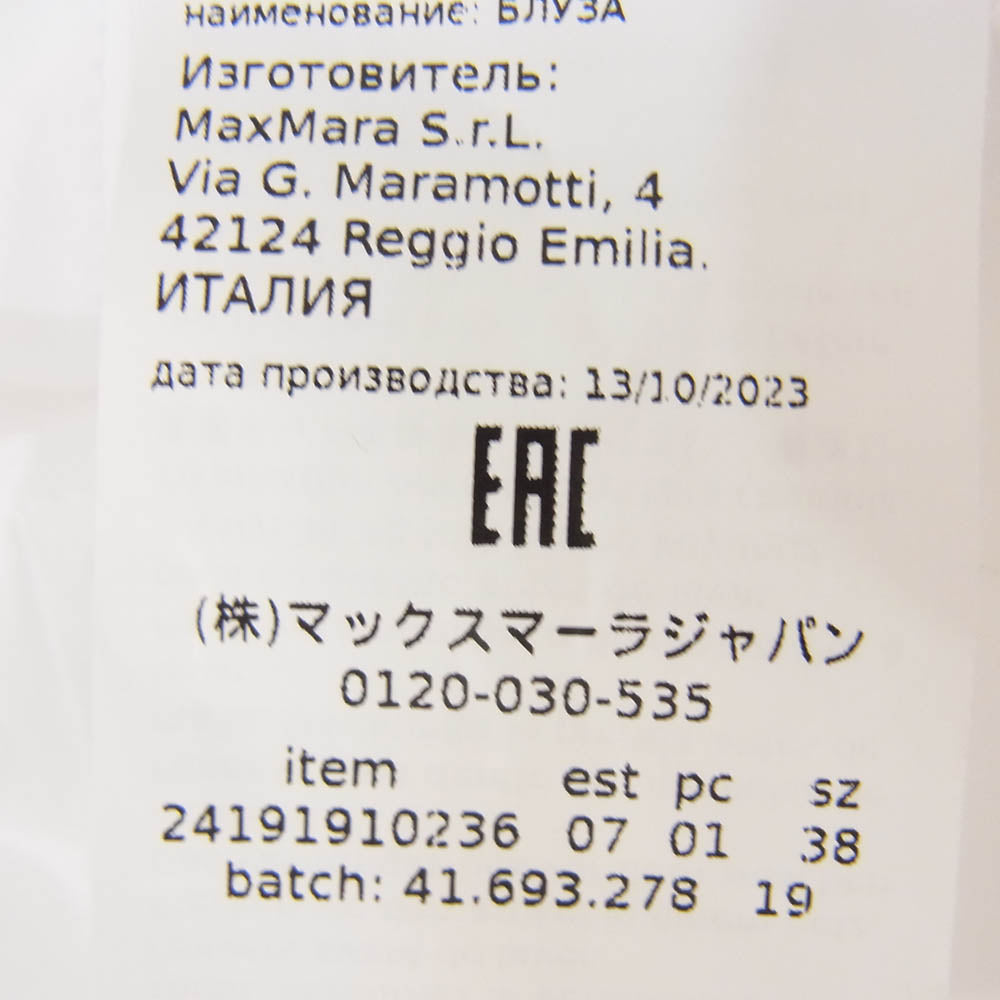 наименование: БЛУЗА
Изготовитель:
MaxMara S.r.L.
Via G. Maramotti, 4
42124 Reggio Emilia.
ИТАЛИЯ
дата производства: 13/10/2023
EAC
(株)マックスマーラジャパン
0120-030-535
item est pc sz
24191910236 07 01 38
batch: 41.693.278 19